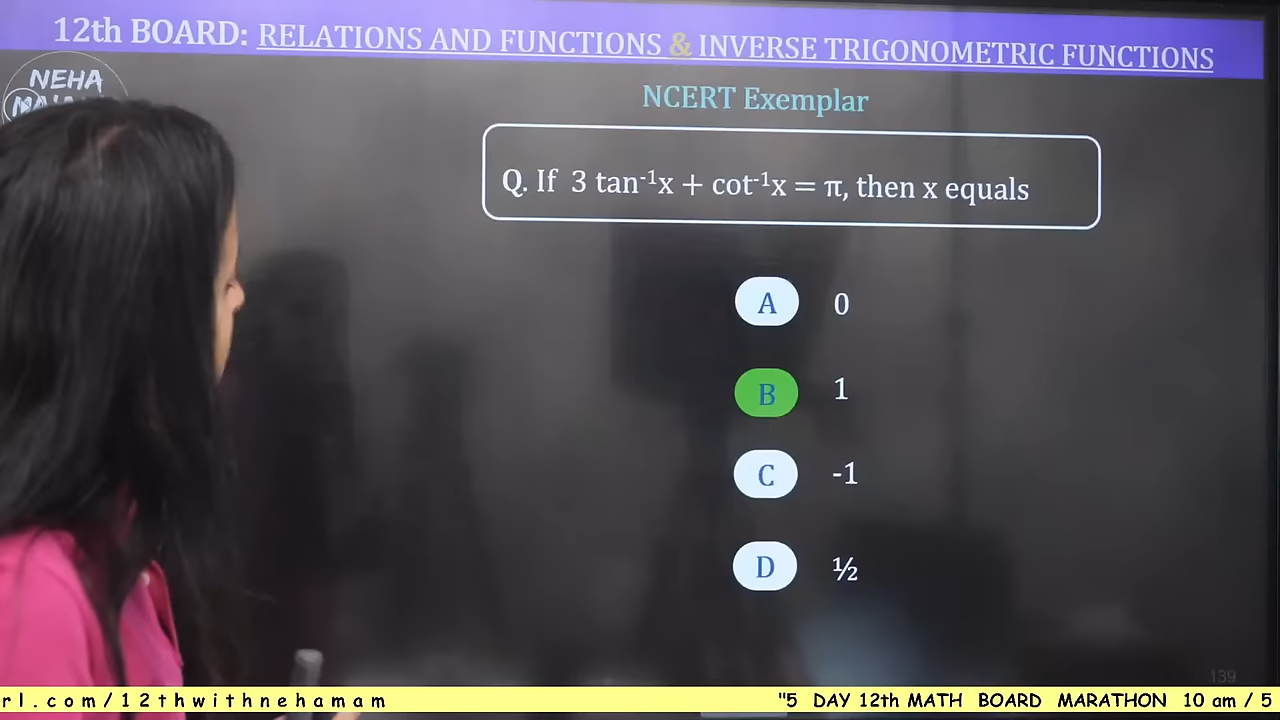 12th BOARD: RELATIONS AND FUNCTIONS & INVERSE TRIGONOMETRIC FUNCTIONS
NEHA
NCERT Exemplar
Q. If 3 tan⁻¹x + cot⁻¹x = π, then x equals
A 0
B 1
C -1
D ½
139
rl.com/12thwithnehamam "5 DAY 12th MATH BOARD MARATHON 10 am / 5